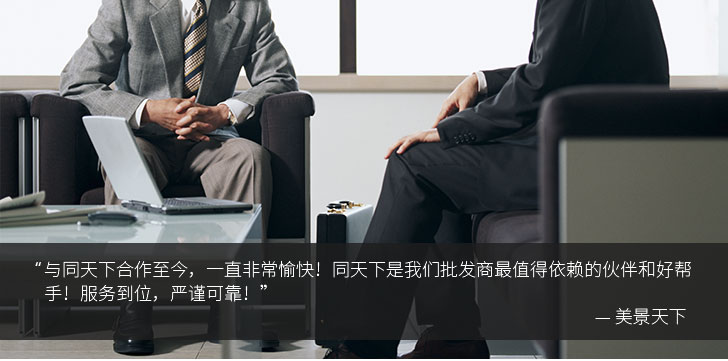 “与同天下合作至今，一直非常愉快！同天下是我们批发商最值得依赖的伙伴和好帮
手！服务到位，严谨可靠！”
— 美景天下